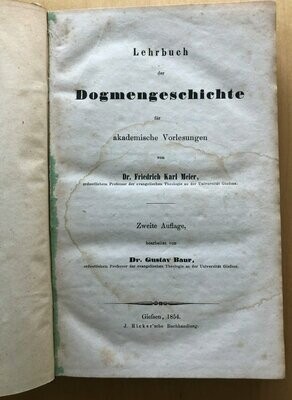 Lehrbuch
der
Dogmengeschichte
für
akademische Vorlesungen
von
Dr. Friedrich Karl Meier,
ordentlichem Professor der evangelischen Theologie an der Universität Giessen.
Zweite Auflage,
bearbeitet von
Dr. Gustav Baur,
ordentlichem Professor der evangelischen Theologie an der Universität Giessen.
Giessen, 1854.
J. Ricker'sche Buchhandlung.